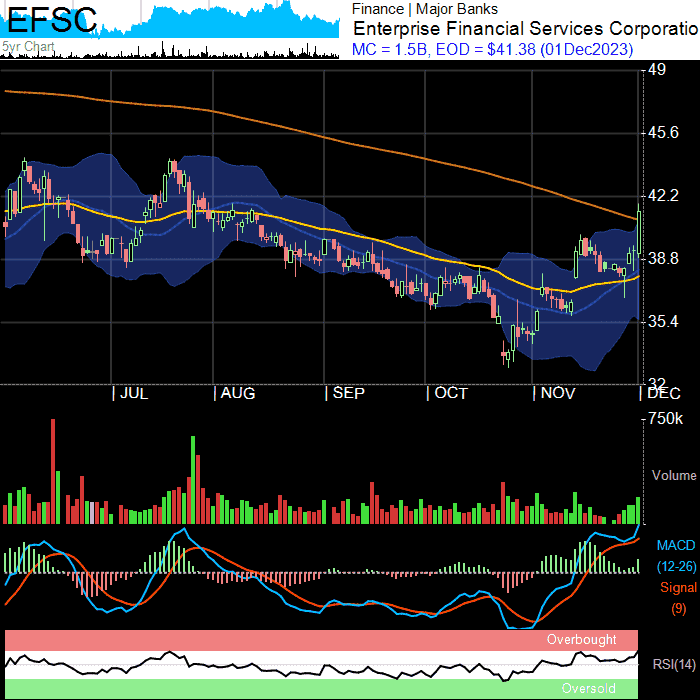 EFSC
5yr Chart
Finance | Major Banks
Enterprise Financial Services Corporatio
MC = 1.5B, EOD = $41.38 (01Dec2023)
49
45.6
42.2
38.8
35.4
32
JUL
AUG
SEP
OCT
NOV
DEC
750k
Volume
MACD
(12-26)
Signal
(9)
Overbought
RSI(14)
Oversold